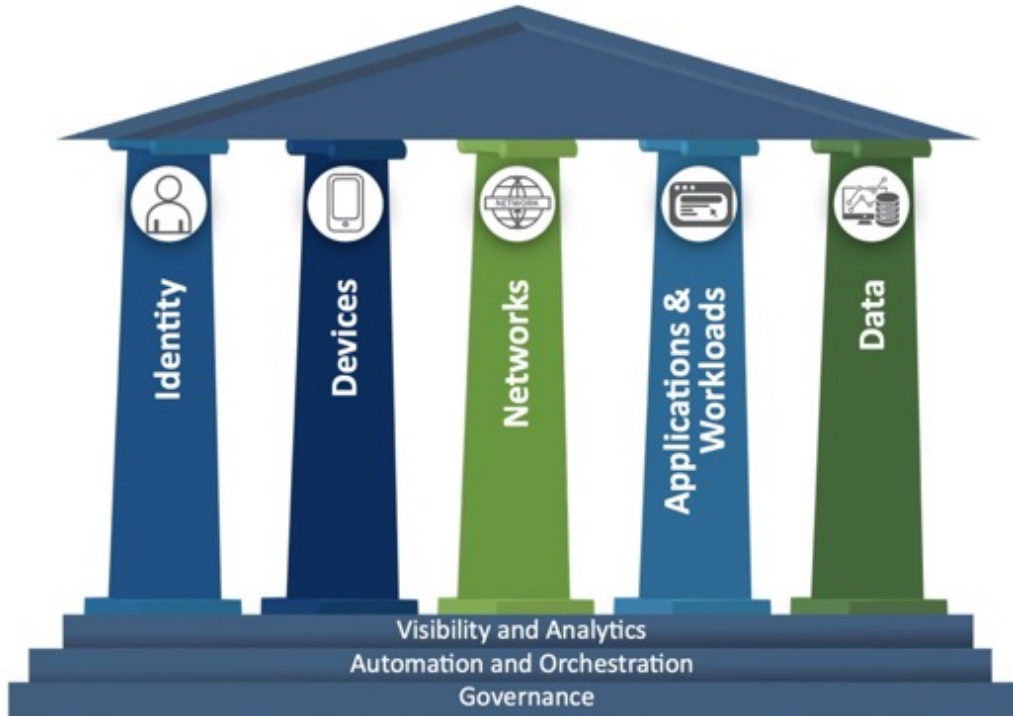 NETWORK
Identity
Devices
Networks
Applications &
Workloads
Data
Visibility and Analytics
Automation and Orchestration
Governance